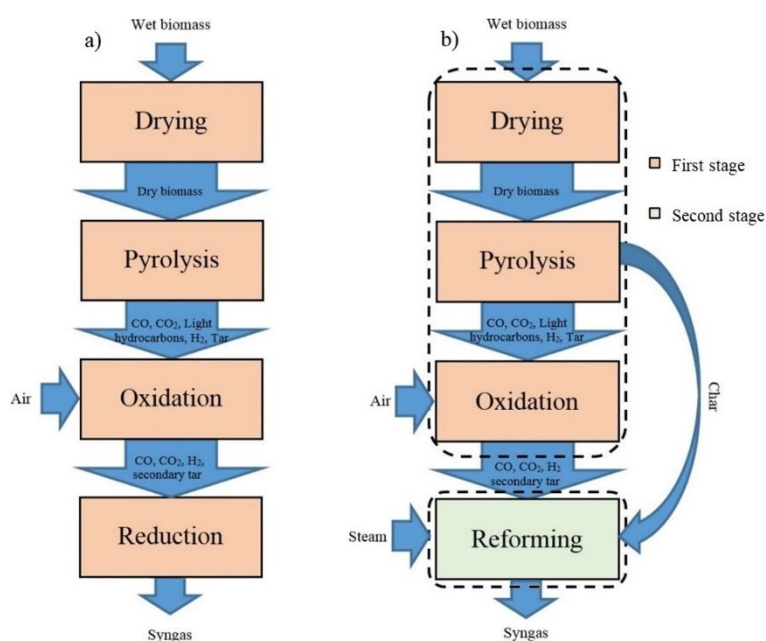 a)
Wet biomass
Drying
Dry biomass
Pyrolysis
CO, CO₂, Light
hydrocarbons, H₂, Tar
Air
Oxidation
CO, CO₂, H₂,
secondary tar
Reduction
Syngas
b)
Wet biomass
Drying
Dry biomass
Pyrolysis
CO, CO₂, Light
hydrocarbons, H₂, Tar
Air
Oxidation
CO, CO₂, H₂
secondary tar
Char
Steam
Reforming
Syngas
First stage
Second stage